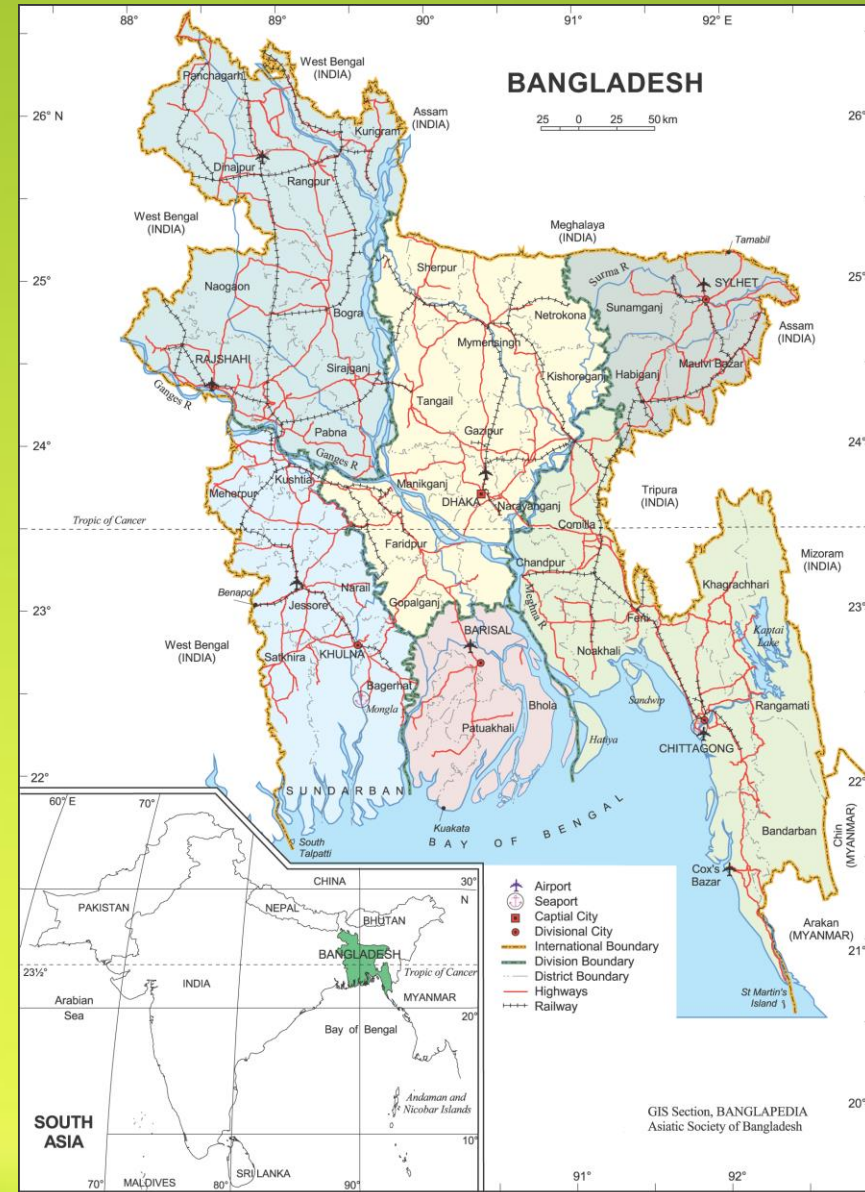 88°
89°
90°
91°
92° E
BANGLADESH
25 0 25 50 km
26° N
26°
25°
25°
24°
24°
23°
23°
22°
22°
21°
20°
West Bengal
(INDIA)
Assam
(INDIA)
West Bengal
(INDIA)
Meghalaya
(INDIA)
Tamabil
Assam
(INDIA)
Tripura
(INDIA)
Mizoram
(INDIA)
West Bengal
(INDIA)
Chin
(MYANMAR)
Arakan
(MYANMAR)
Panchagarh
Kurigram
Dinajpur
Rangpur
Naogaon
Bogra
RAJSHAHI
Sirajganj
Ganges R
Pabna
Ganges R
Sherpur
Netrokona
Mymensingh
Kishoreganj
Tangail
Gazipur
Manikganj
DHAKA
Narayanganj
Faridpur
Gopalganj
Surma R
SYLHET
Sunamganj
Maulvi Bazar
Habiganj
Kushtia
Meherpur
Tropic of Cancer
Benapol
Narail
Jessore
Satkhira
KHULNA
Bagerhat
Mongla
SUNDARBAN
South
Talpatti
BARISAL
Patuakhali
Bhola
Kuakata
BAY OF BENGAL
Comilla
Chandpur
Meghna R
Feni
Noakhali
Hatiya
Sandwip
Khagrachhari
Kaptai
Lake
Rangamati
CHITTAGONG
Bandarban
Cox's
Bazar
St Martin's
Island
Airport
Seaport
Captial City
Divisional City
International Boundary
Division Boundary
District Boundary
Highways
Railway
60° E
70°
CHINA
30°
N
PAKISTAN
NEPAL
BHUTAN
BANGLADESH
23½°
Tropic of Cancer
INDIA
MYANMAR
Arabian
Sea
20°
Bay of Bengal
Andaman and
Nicobar Islands
SOUTH
ASIA
10°
SRI LANKA
MALDIVES
70°
80°
90°
91°
92°
GIS Section, BANGLAPEDIA
Asiatic Society of Bangladesh